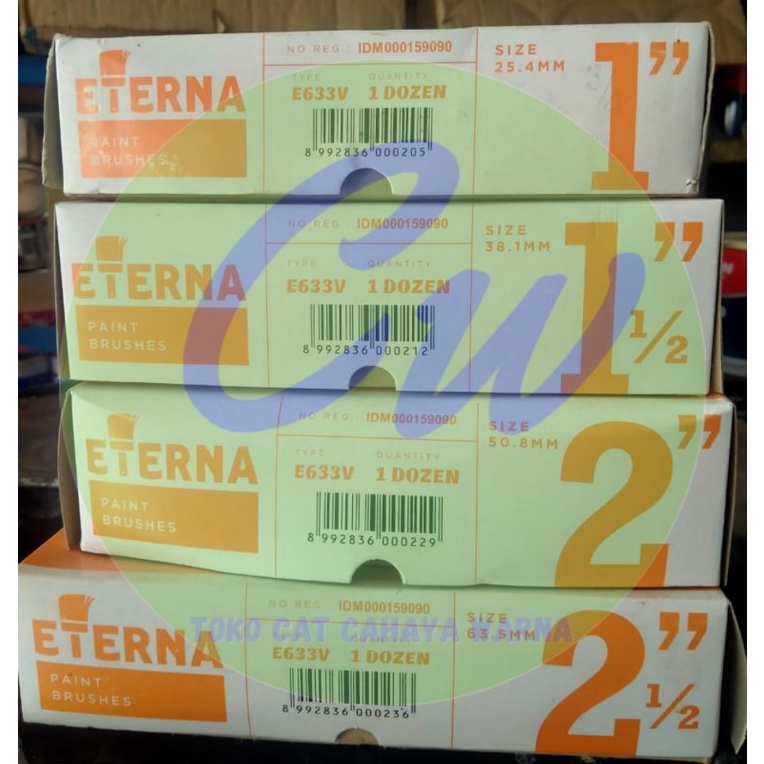 ETERNA
PAINT
BRUSHES
NO REG : IDM000159090
TYPE QUANTITY
E633V 1 DOZEN
8 992836 000205
SIZE
25.4MM
1”
ETERNA
PAINT
BRUSHES
NO REG : IDM000159090
TYPE QUANTITY
E633V 1 DOZEN
8 992836 000212
SIZE
38.1MM
1 1/2”
ETERNA
PAINT
BRUSHES
NO REG : IDM000159090
TYPE QUANTITY
E633V 1 DOZEN
8 992836 000229
SIZE
50.8MM
2”
ETERNA
PAINT
BRUSHES
NO REG : IDM000159090
E633V 1 DOZEN
8 992836 000236
SIZE
63.5MM
2 1/2”
CW
TOKO CAT CAHAYA WARNA